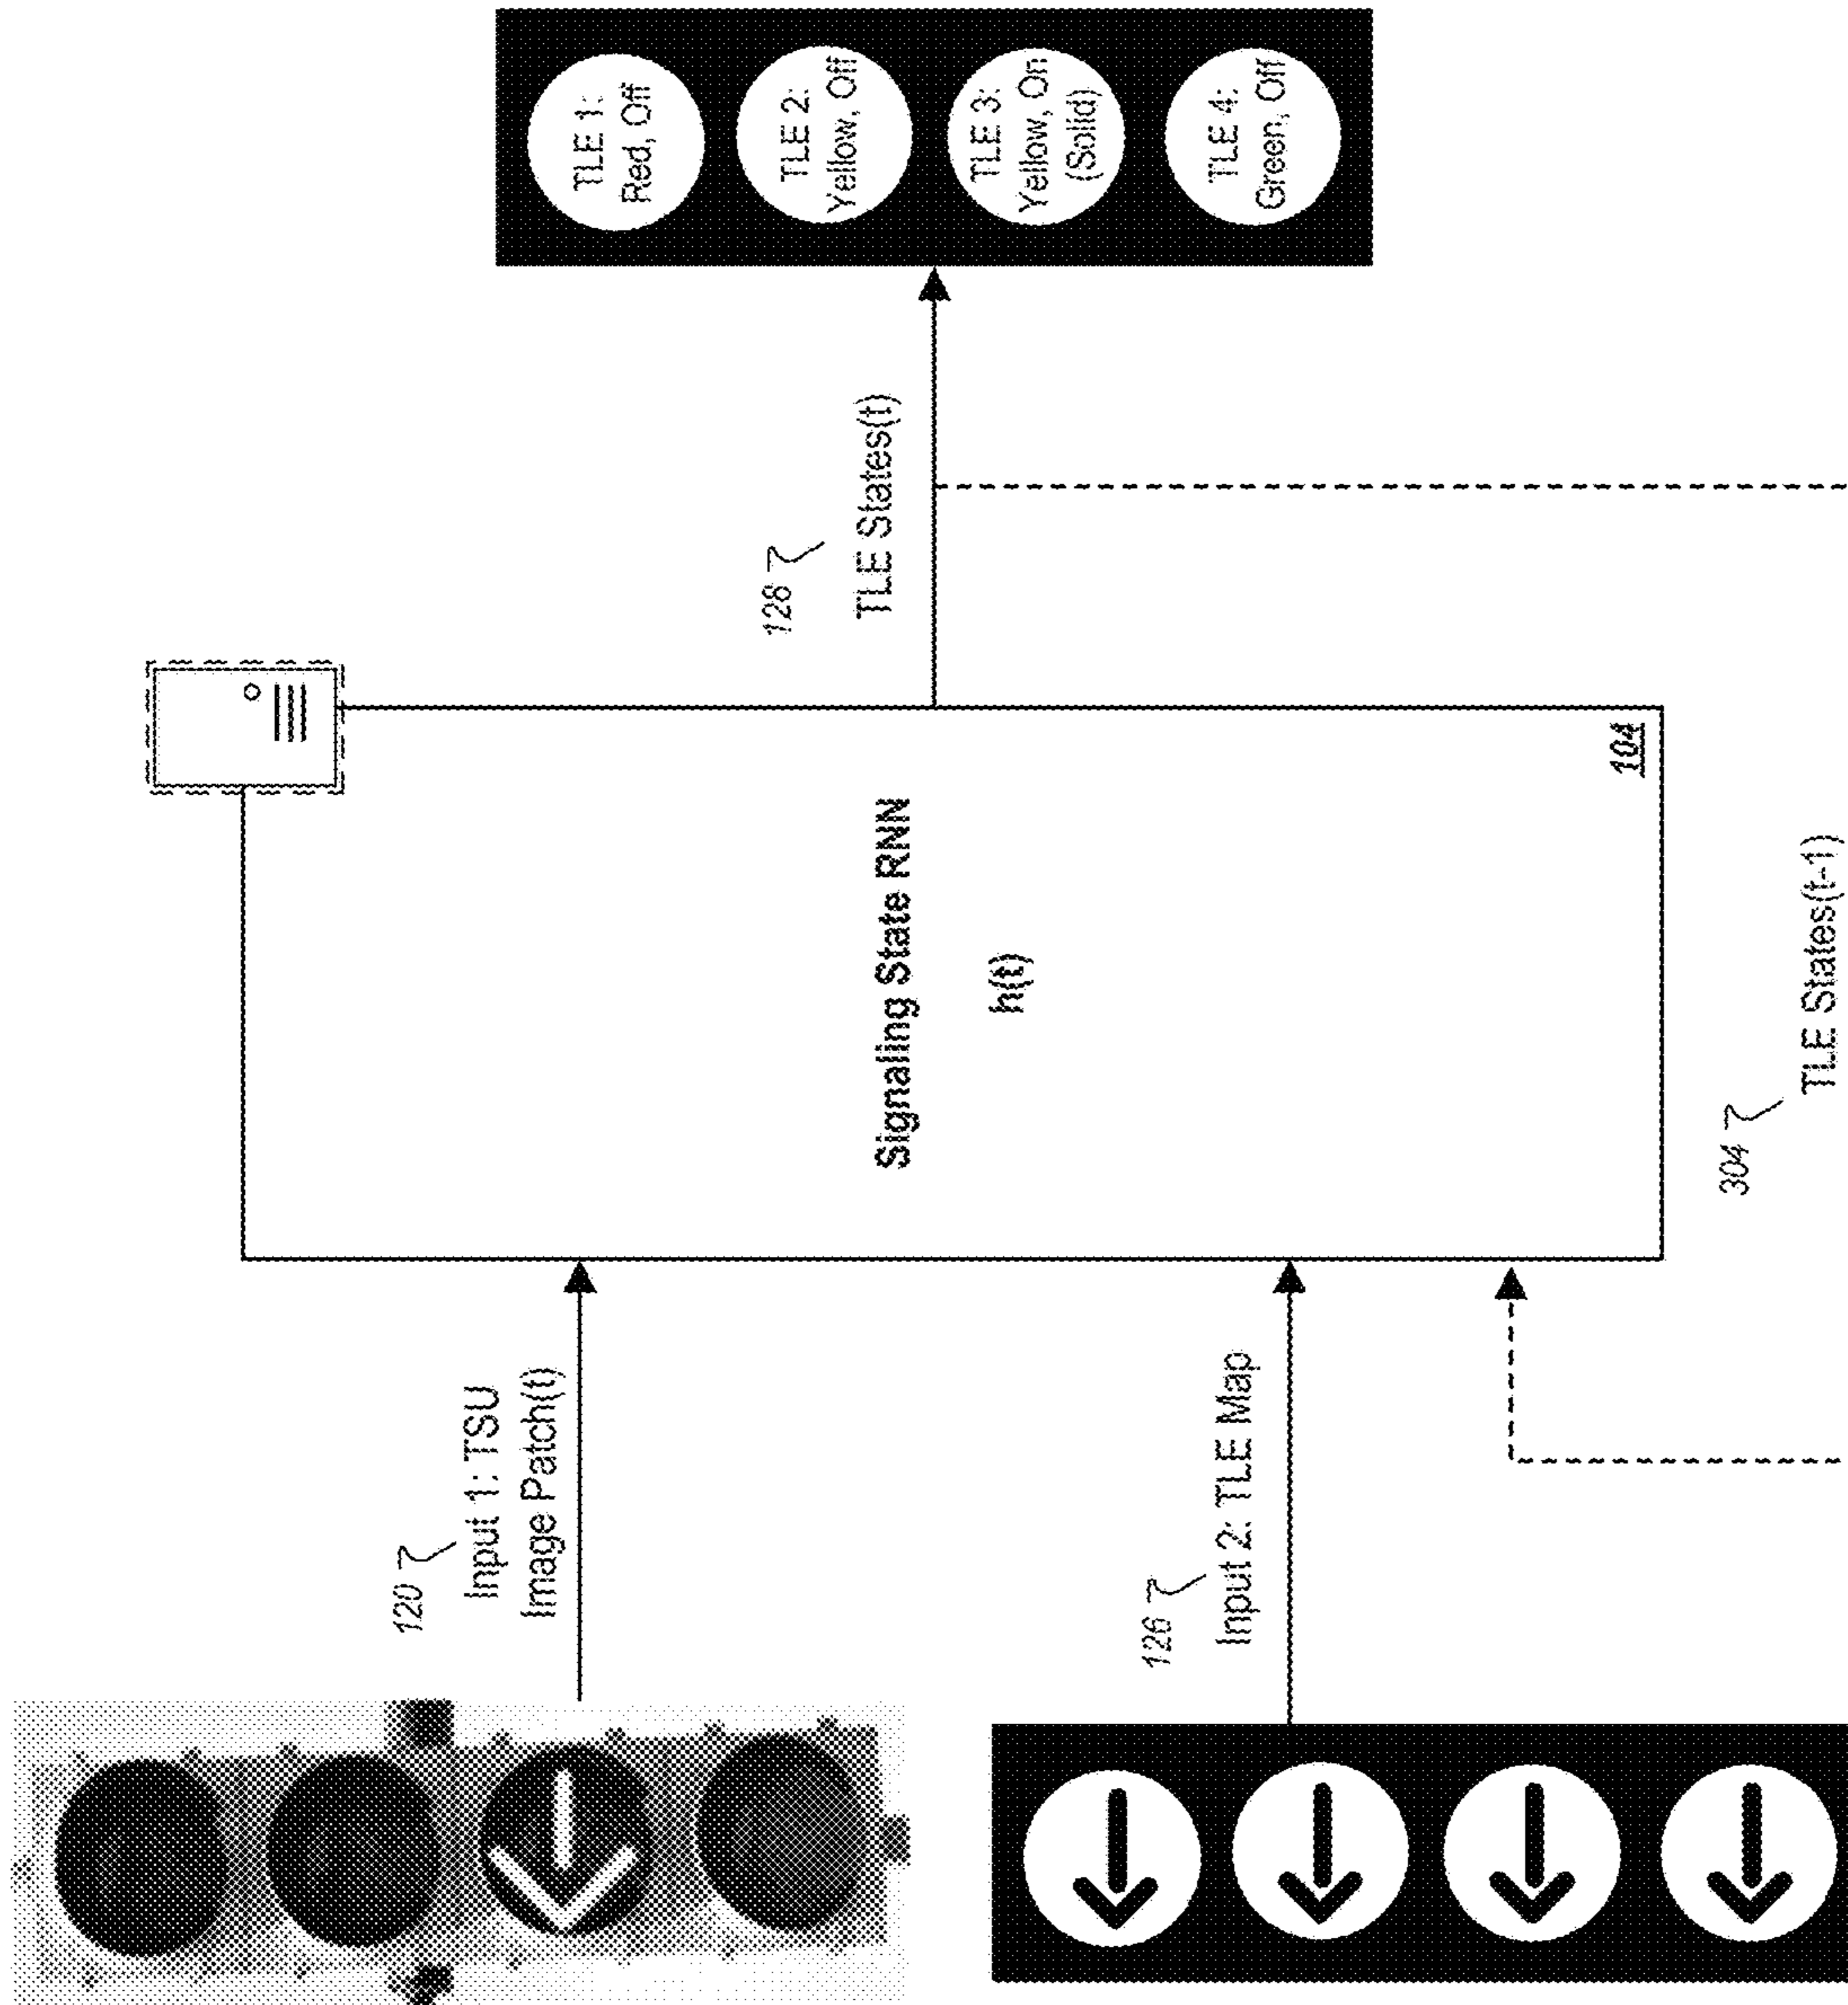 120
Input 1: TSU
Image Patch(t)
126
Input 2: TLE Map
Signaling State RNN
h(t)
104
304
TLE States(t-1)
128
TLE States(t)
TLE 1:
Red, Off
TLE 2:
Yellow, Off
TLE 3:
Yellow, On
(Solid)
TLE 4:
Green, Off